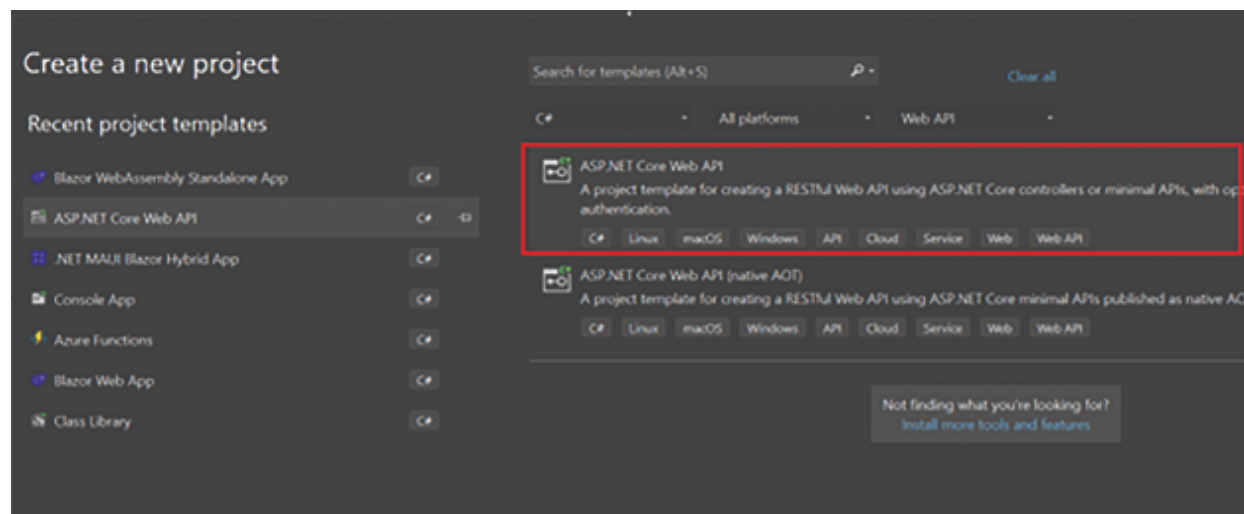 Create a new project
Recent project templates
Blazor WebAssembly Standalone App C#
ASP.NET Core Web API C#
.NET MAUI Blazor Hybrid App C#
Console App C#
Azure Functions C#
Blazor Web App C#
Class Library C#
Search for templates (Alt+S)
Clear all
C# All platforms Web API
ASP.NET Core Web API
A project template for creating a RESTful Web API using ASP.NET Core controllers or minimal APIs, with op
authentication.
C# Linux macOS Windows API Cloud Service Web Web API
ASP.NET Core Web API (native AOT)
A project template for creating a RESTful Web API using ASP.NET Core minimal APIs published as native AO
C# Linux macOS Windows API Cloud Service Web Web API
Not finding what you're looking for?
Install more tools and features